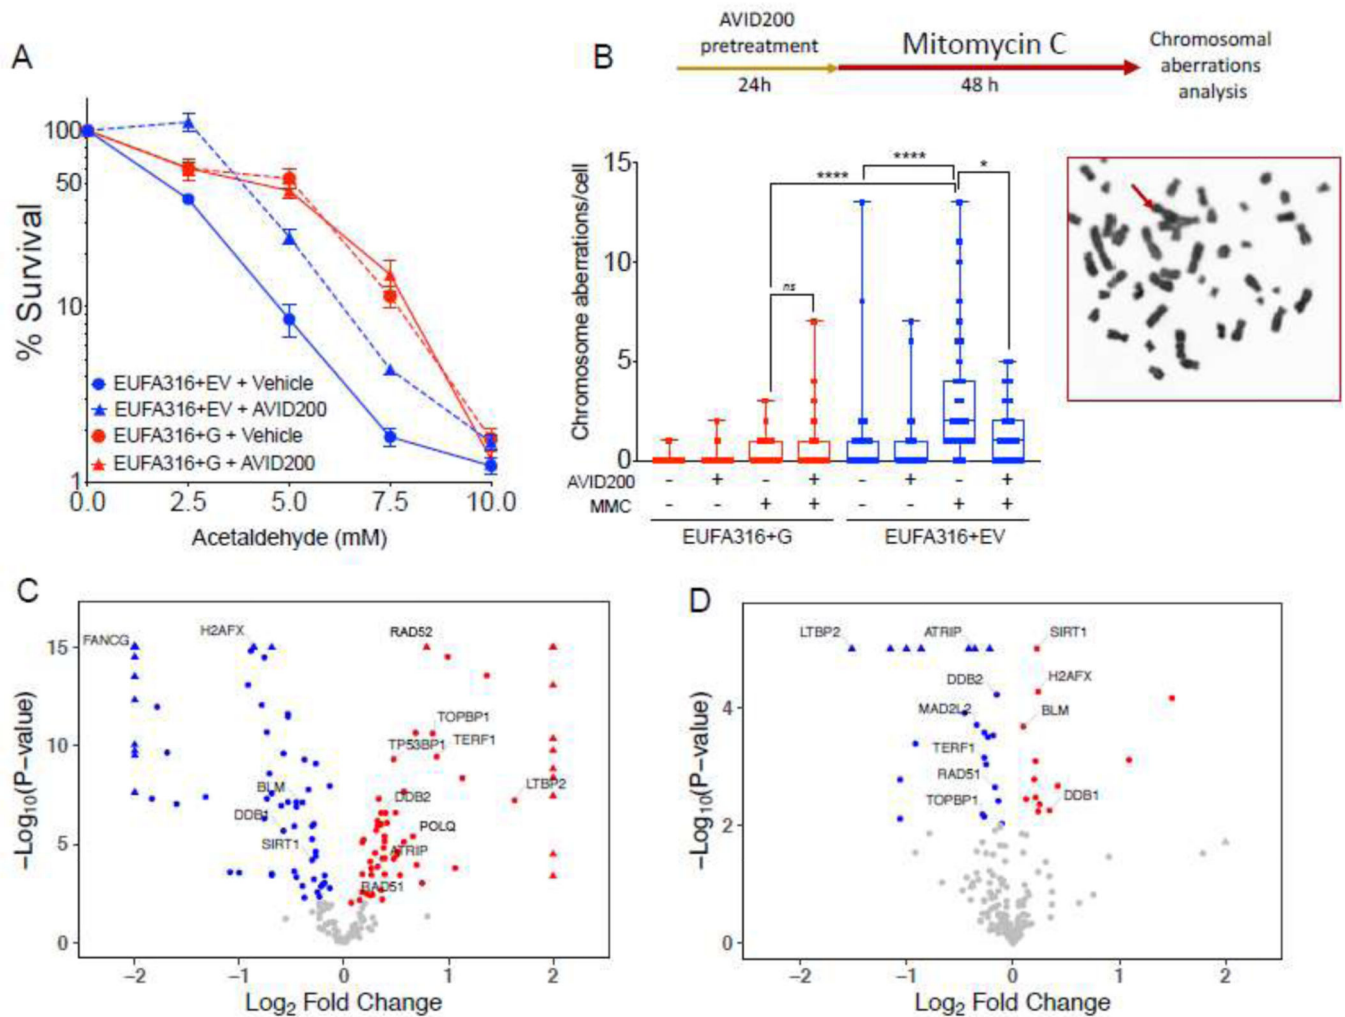 A
100
50
10
1
% Survival
EUFA316+EV + Vehicle
EUFA316+EV + AVID200
EUFA316+G + Vehicle
EUFA316+G + AVID200
0.0 2.5 5.0 7.5 10.0
Acetaldehyde (mM)
B
AVID200
pretreatment
24h
Mitomycin C
48 h
Chromosomal
aberrations
analysis
Chromosome aberrations/cell
15
10
5
0
ns
****
****
*
AVID200 - + - + - + - +
MMC - - + + - - + +
EUFA316+G EUFA316+EV
C
−Log10(P−value)
15
10
5
0
FANCG
H2AFX
RAD52
TOPBP1
TP53BP1
TERF1
LTBP2
BLM
DDB2
DDB1
POLQ
SIRT1
ATRIP
RAD51
−2 −1 0 1 2
Log2 Fold Change
D
−Log10(P−value)
4
2
0
LTBP2
ATRIP
SIRT1
DDB2
H2AFX
MAD2L2
BLM
TERF1
RAD51
TOPBP1
DDB1
−2 −1 0 1 2
Log2 Fold Change